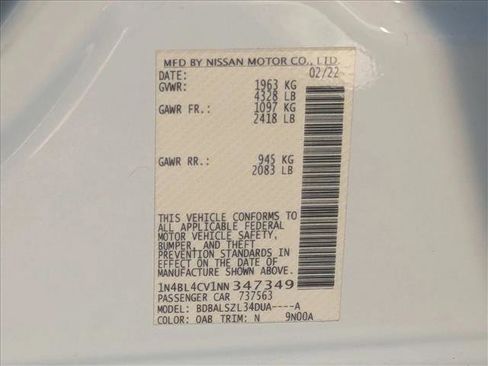 MFD BY NISSAN MOTOR CO., LTD.
DATE: 02/22
GVWR: 1963 KG
4328 LB
GAWR FR.: 1097 KG
2418 LB
GAWR RR.: 945 KG
2083 LB
THIS VEHICLE CONFORMS TO
ALL APPLICABLE FEDERAL
MOTOR VEHICLE SAFETY,
BUMPER, AND THEFT
PREVENTION STANDARDS IN
EFFECT ON THE DATE OF
MANUFACTURE SHOWN ABOVE.
1N4BL4CV1NN347349
PASSENGER CAR 737563
MODEL: BDBALSZL34DUA----A
COLOR: QAB TRIM: N 9N00A